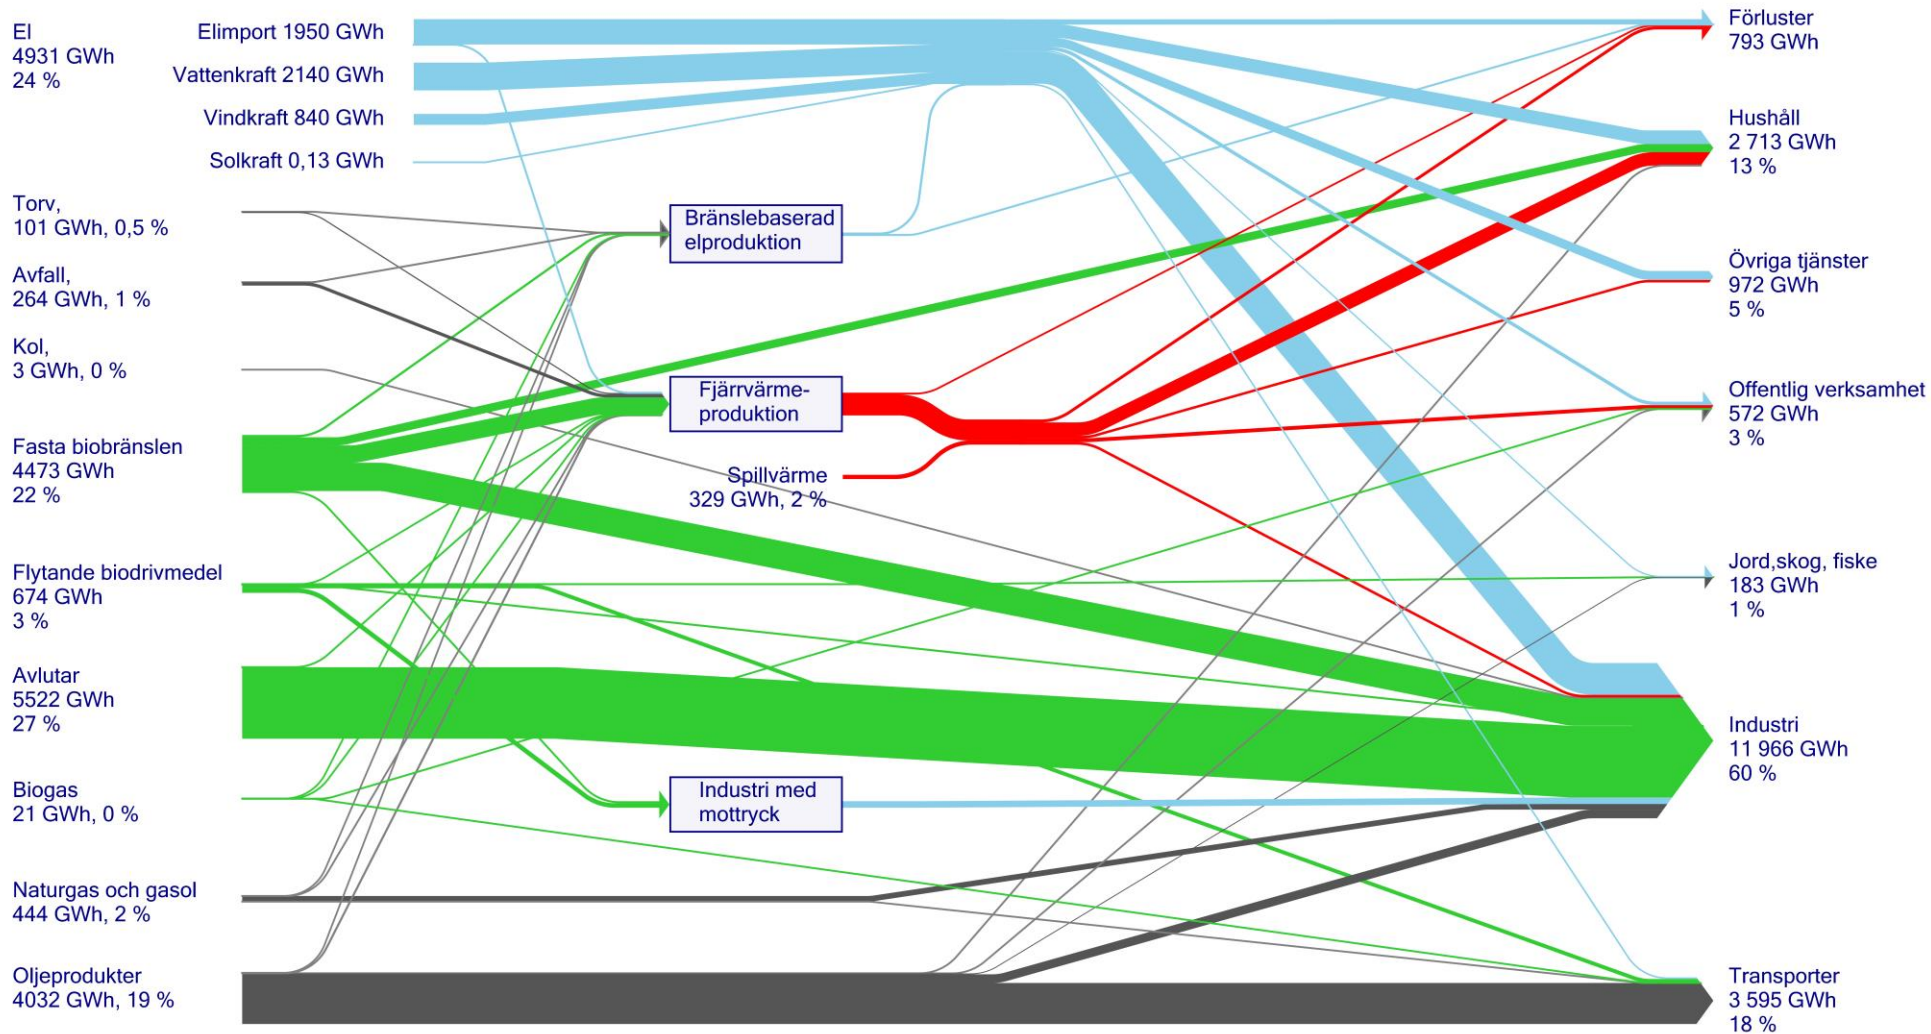 El
4931 GWh
24 %
Elimport 1950 GWh
Vattenkraft 2140 GWh
Vindkraft 840 GWh
Solkraft 0,13 GWh
Torv,
101 GWh, 0,5 %
Avfall,
264 GWh, 1 %
Kol,
3 GWh, 0 %
Fasta biobränslen
4473 GWh
22 %
Flytande biodrivmedel
674 GWh
3 %
Avlutar
5522 GWh
27 %
Biogas
21 GWh, 0 %
Naturgas och gasol
444 GWh, 2 %
Oljeprodukter
4032 GWh, 19 %
Bränslebaserad
elproduktion
Fjärrvärme-
produktion
Spillvärme
329 GWh, 2 %
Industri med
mottryck
Förluster
793 GWh
Hushåll
2 713 GWh
13 %
Övriga tjänster
972 GWh
5 %
Offentlig verksamhet
572 GWh
3 %
Jord,skog, fiske
183 GWh
1 %
Industri
11 966 GWh
60 %
Transporter
3 595 GWh
18 %